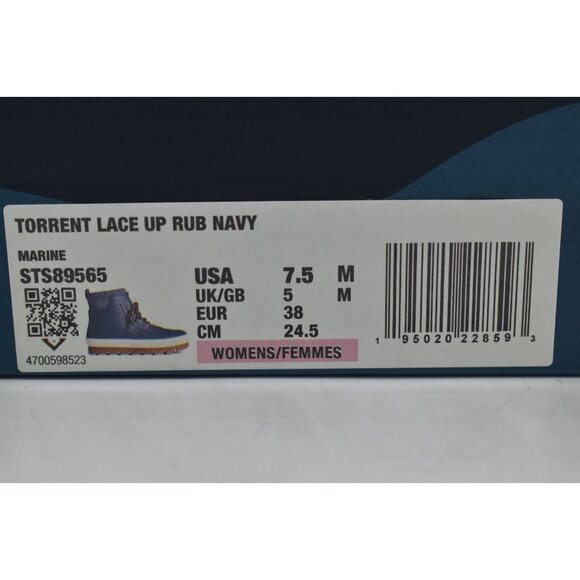 TORRENT LACE UP RUB NAVY
MARINE
STS89565
4700598523
USA 7.5 M
UK/GB 5 M
EUR 38
CM 24.5
WOMENS/FEMMES
1 95020 22859 3